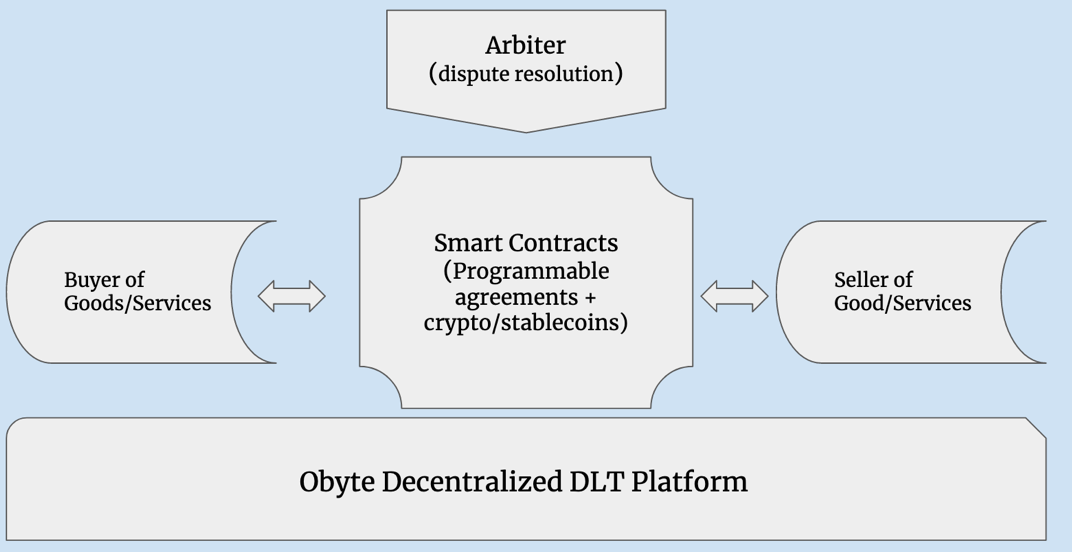 Arbiter
(dispute resolution)
Smart Contracts
(Programmable
agreements +
crypto/stablecoins)
Buyer of
Goods/Services
Seller of
Good/Services
Obyte Decentralized DLT Platform